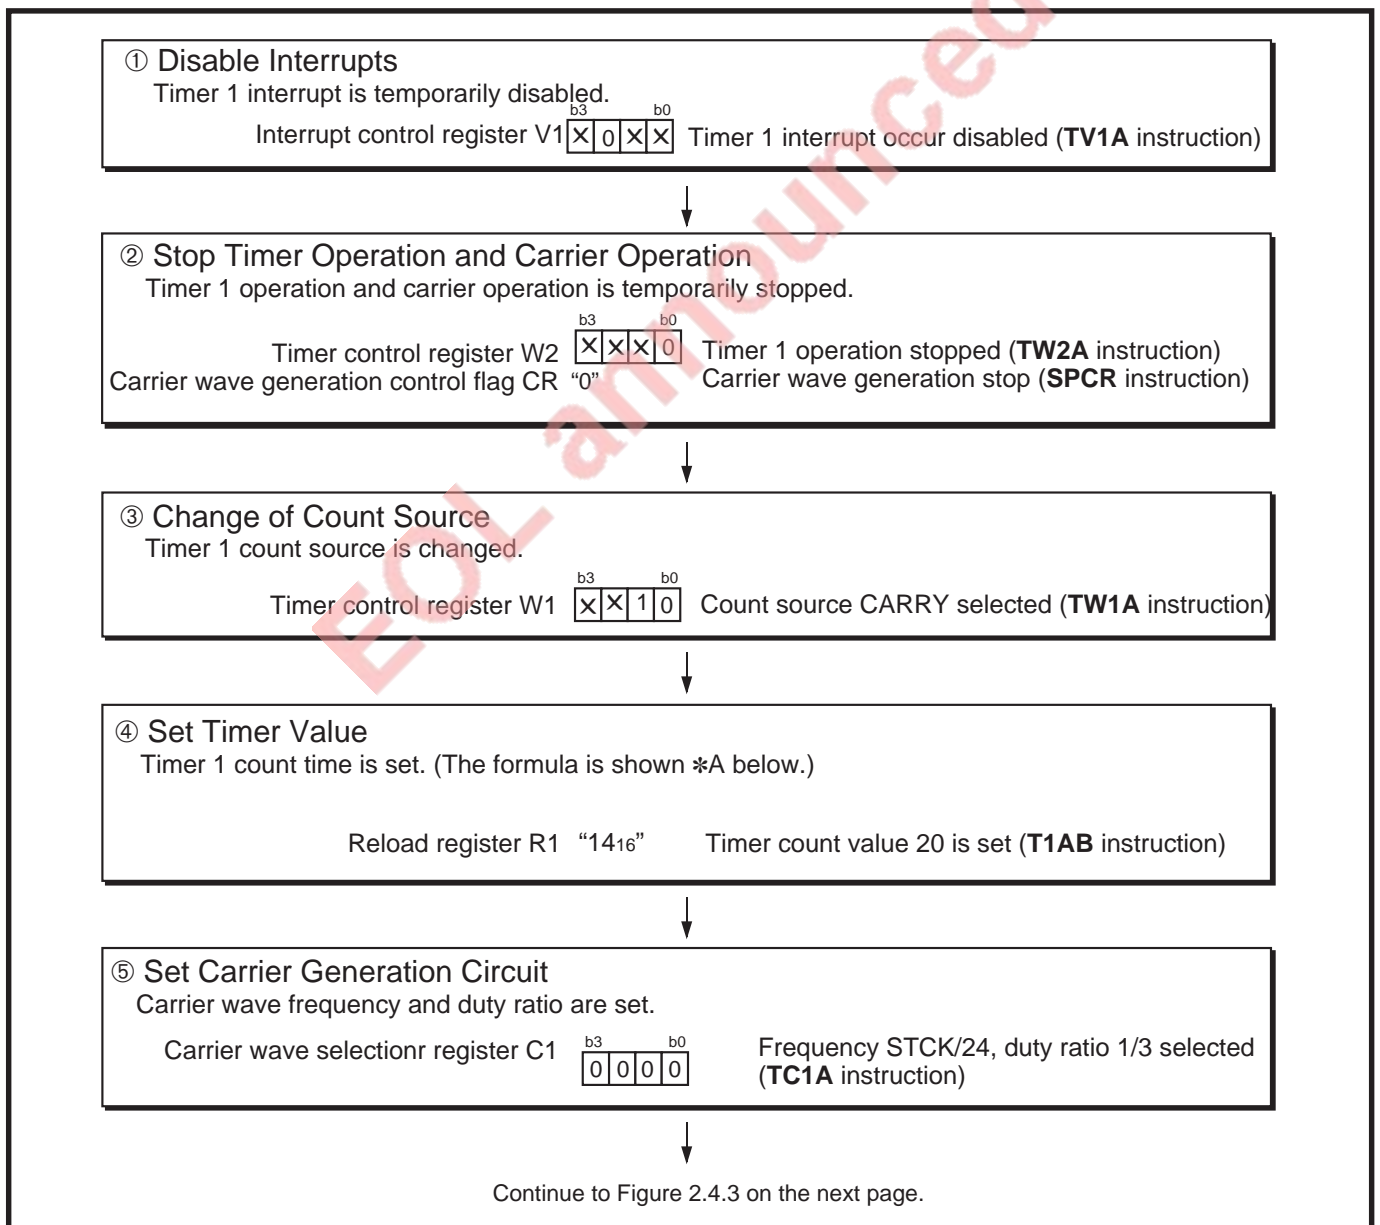 ① Disable Interrupts
Timer 1 interrupt is temporarily disabled.
b3 b0
Interrupt control register V1 × 0 × × Timer 1 interrupt occur disabled (TV1A instruction)
② Stop Timer Operation and Carrier Operation
Timer 1 operation and carrier operation is temporarily stopped.
b3 b0
Timer control register W2 × × × 0 Timer 1 operation stopped (TW2A instruction)
Carrier wave generation control flag CR “0” Carrier wave generation stop (SPCR instruction)
③ Change of Count Source
Timer 1 count source is changed.
b3 b0
Timer control register W1 × × 1 0 Count source CARRY selected (TW1A instruction)
④ Set Timer Value
Timer 1 count time is set. (The formula is shown ✽A below.)
Reload register R1 “1416” Timer count value 20 is set (T1AB instruction)
⑤ Set Carrier Generation Circuit
Carrier wave frequency and duty ratio are set.
b3 b0
Carrier wave selectionr register C1 0 0 0 0 Frequency STCK/24, duty ratio 1/3 selected
(TC1A instruction)
Continue to Figure 2.4.3 on the next page.
EOL announced